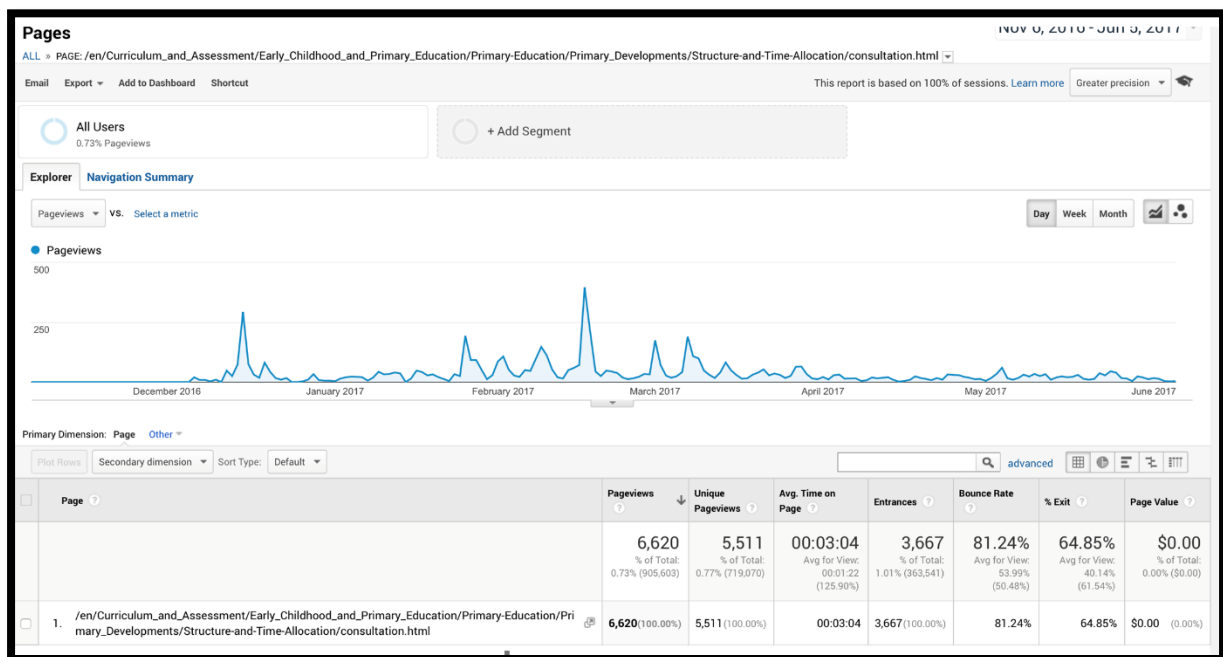 Pages
Nov 6, 2016 - Jun 5, 2017
ALL » PAGE: /en/Curriculum_and_Assessment/Early_Childhood_and_Primary_Education/Primary-Education/Primary_Developments/Structure-and-Time-Allocation/consultation.html
Email Export Add to Dashboard Shortcut
This report is based on 100% of sessions. Learn more Greater precision
All Users
0.73% Pageviews
+ Add Segment
Explorer Navigation Summary
Pageviews VS. Select a metric
Day Week Month
Pageviews
500
250
December 2016 January 2017 February 2017 March 2017 April 2017 May 2017 June 2017
Primary Dimension: Page Other
Plot Rows Secondary dimension Sort Type: Default
advanced
Page ? Pageviews ? Unique Pageviews ? Avg. Time on Page ? Entrances ? Bounce Rate ? % Exit ? Page Value ?
6,620 5,511 00:03:04 3,667 81.24% 64.85% $0.00
% of Total: % of Total: Avg for View: % of Total: Avg for View: Avg for View: % of Total:
0.73% (905,603) 0.77% (719,070) 00:01:22 1.01% (363,541) 53.99% 40.14% 0.00% ($0.00)
(125.90%) (50.48%) (61.54%)
1. /en/Curriculum_and_Assessment/Early_Childhood_and_Primary_Education/Primary-Education/Pri
mary_Developments/Structure-and-Time-Allocation/consultation.html
6,620 (100.00%) 5,511 (100.00%) 00:03:04 3,667 (100.00%) 81.24% 64.85% $0.00 (0.00%)